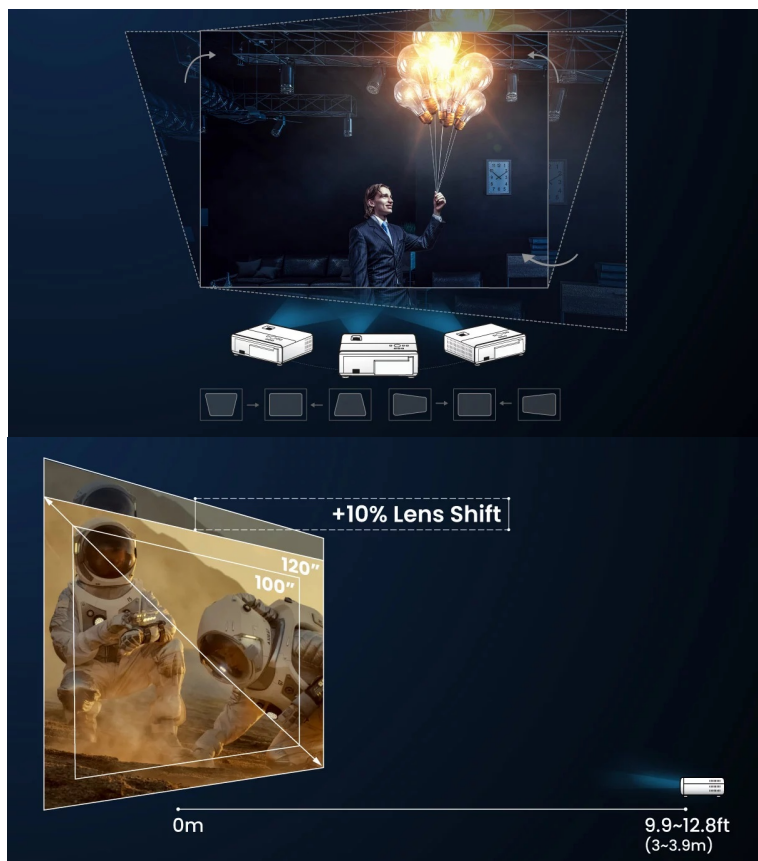 +10% Lens Shift
120”
100”
0m
9.9~12.8ft
(3~3.9m)